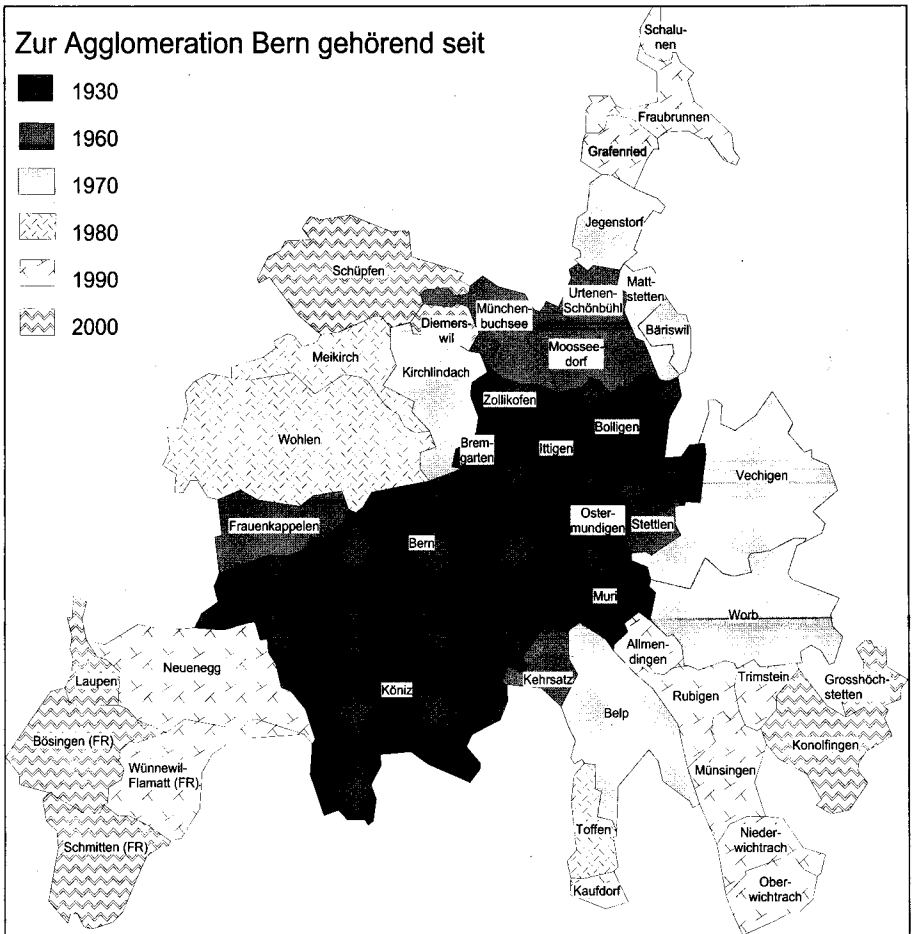 Zur Agglomeration Bern gehörend seit
1930
1960
1970
1980
1990
2000
Schalu-
nen
Fraubrunnen
Grafenried
Jegenstorf
Schüpfen
Matt-
stetten
Urtenen-
Schönbühl
München-
buchsee
Diemers-
wil
Bäriswil
Moossee-
dorf
Meikirch
Kirchlindach
Zollikofen
Bolligen
Wohlen
Brem-
garten
Ittigen
Vechigen
Frauenkappelen
Oster-
mundigen
Stettlen
Bern
Muri
Worb
Allmen-
dingen
Neuenegg
Laupen
Kehrsatz
Trimstein
Grosshöch-
stetten
Köniz
Rubigen
Belp
Bösingen (FR)
Konolfingen
Wünnewil-
Flamatt (FR)
Münsingen
Toffen
Schmitten (FR)
Nieder-
wichtrach
Kaufdorf
Ober-
wichtrach